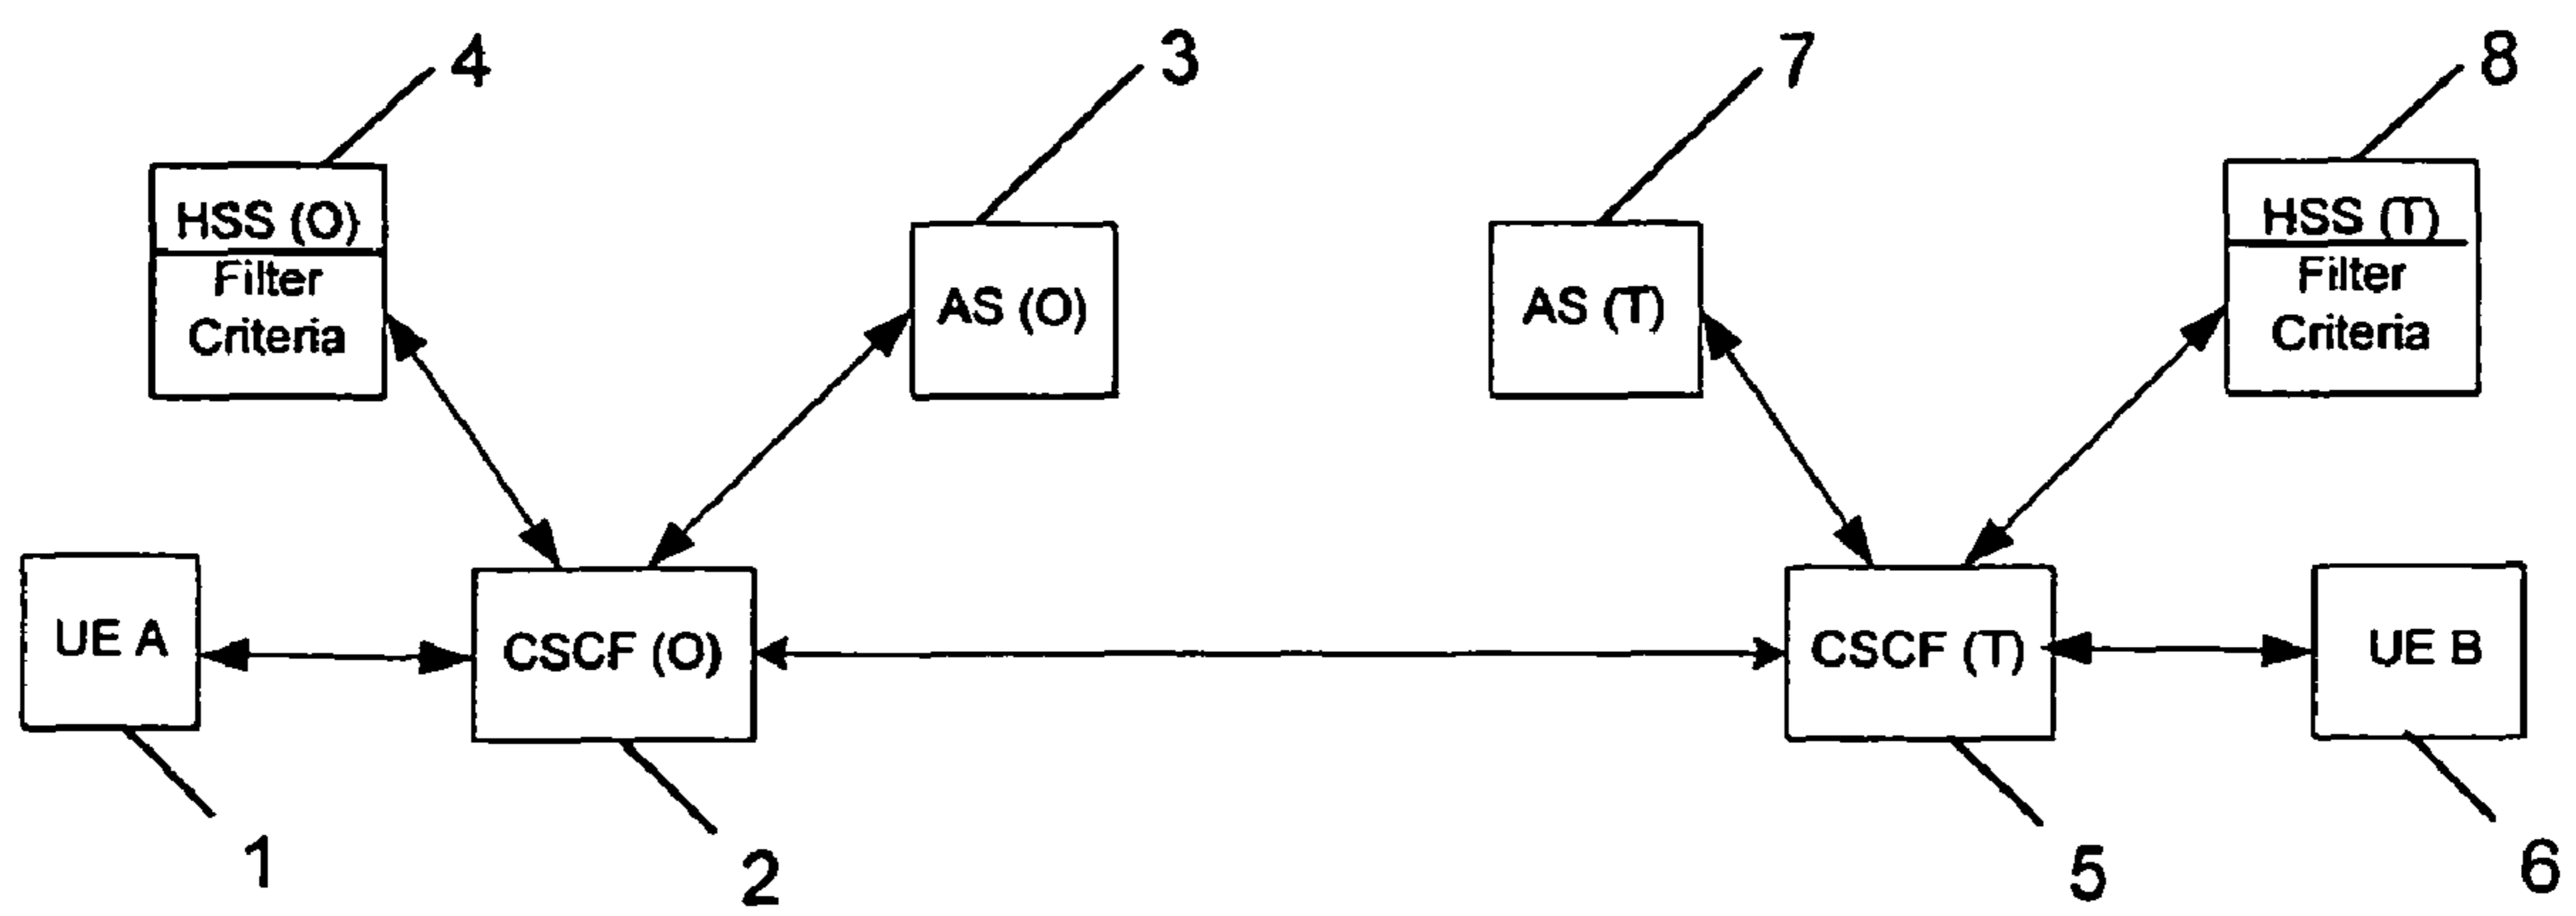 4
3
7
8
HSS (O)
Filter
Criteria
AS (O)
AS (T)
HSS (T)
Filter
Criteria
UE A
CSCF (O)
CSCF (T)
UE B
1
2
5
6